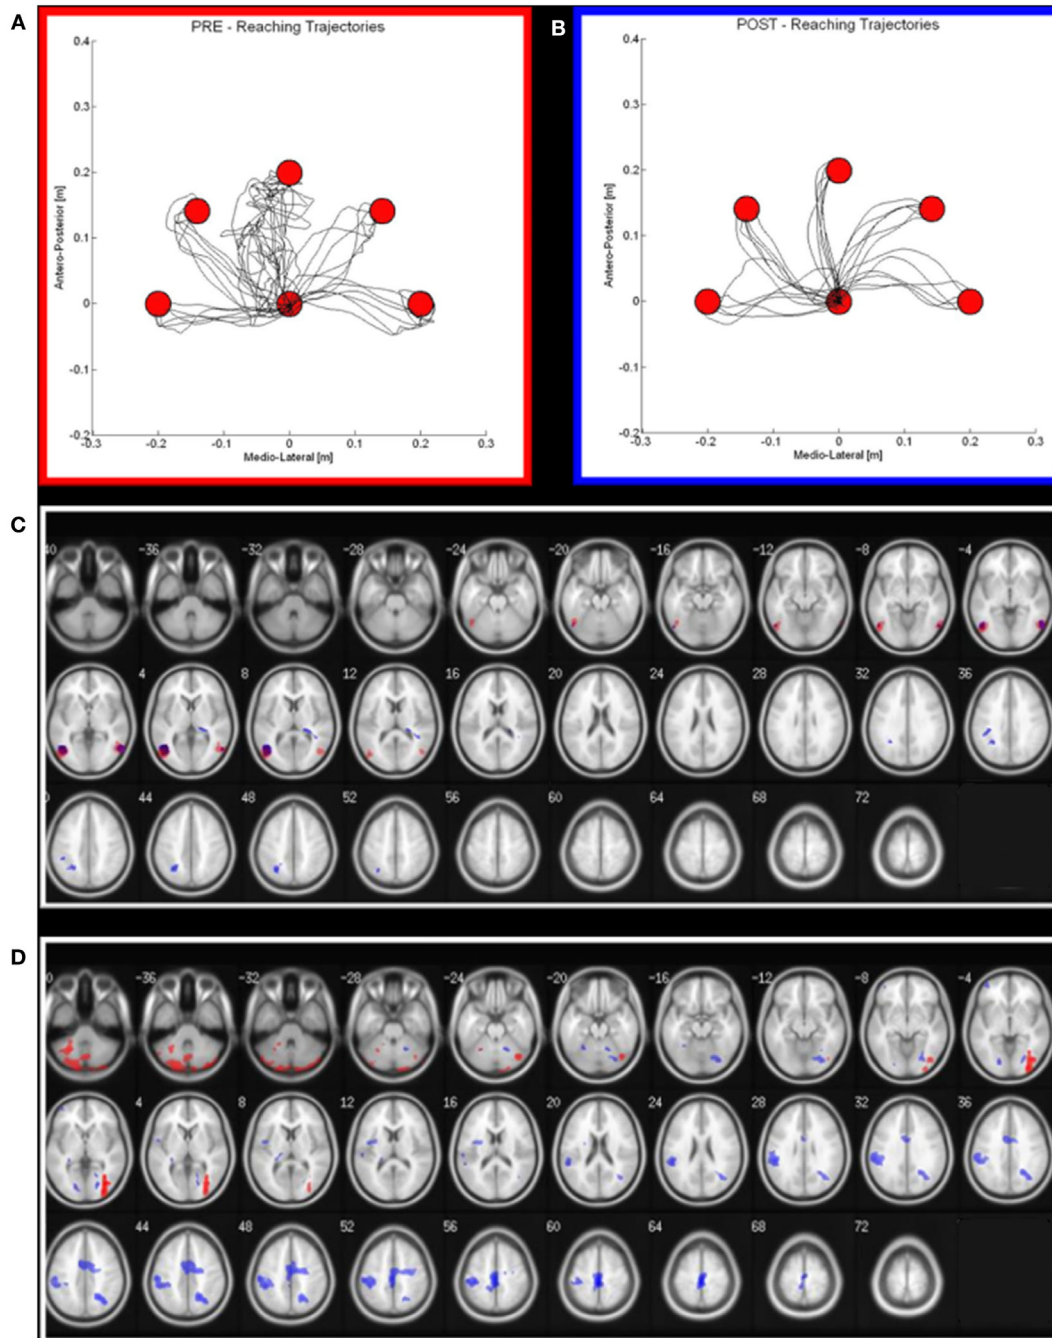 A
PRE - Reaching Trajectories
0.4
0.3
0.2
0.1
0
-0.1
-0.2
Antero-Posterior [m]
-0.3 -0.2 -0.1 0 0.1 0.2 0.3
Medio-Lateral [m]
B
POST - Reaching Trajectories
0.4
0.3
0.2
0.1
0
-0.1
-0.2
Antero-Posterior [m]
-0.3 -0.2 -0.1 0 0.1 0.2 0.3
Medio-Lateral [m]
C
40 -36 -32 -28 -24 -20 -16 -12 -8 -4
4 8 12 16 20 24 28 32 36
44 48 52 56 60 64 68 72
D
0 -36 -32 -28 -24 -20 -16 -12 -8 -4
4 8 12 16 20 24 28 32 36
44 48 52 56 60 64 68 72